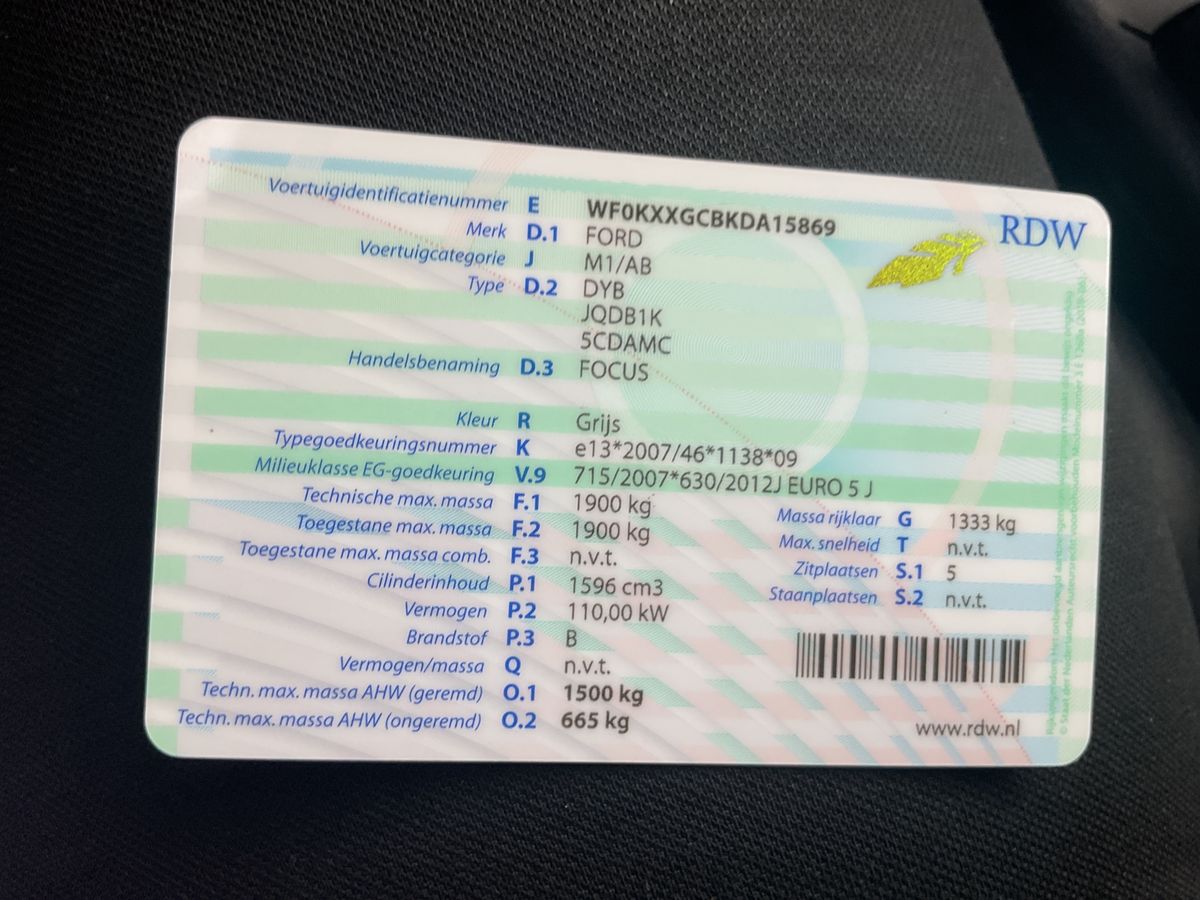 Voertuigidentificatienummer E WF0KXXGCBKDA15869
RDW
Merk D.1 FORD
Voertuigcategorie J M1/AB
Type D.2 DYB
JQDB1K
5CDAMC
Handelsbenaming D.3 FOCUS
Kleur R Grijs
Typegoedkeuringsnummer K e13*2007/46*1138*09
Milieuklasse EG-goedkeuring V.9 715/2007*630/2012J EURO 5 J
Technische max. massa F.1 1900 kg
Toegestane max. massa F.2 1900 kg
Toegestane max. massa comb. F.3 n.v.t.
Cilinderinhoud P.1 1596 cm3
Vermogen P.2 110,00 kW
Brandstof P.3 B
Vermogen/massa Q n.v.t.
Techn. max. massa AHW (geremd) O.1 1500 kg
Techn. max. massa AHW (ongeremd) O.2 665 kg
Massa rijklaar G 1333 kg
Max. snelheid T n.v.t.
Zitplaatsen S.1 5
Staanplaatsen S.2 n.v.t.
www.rdw.nl